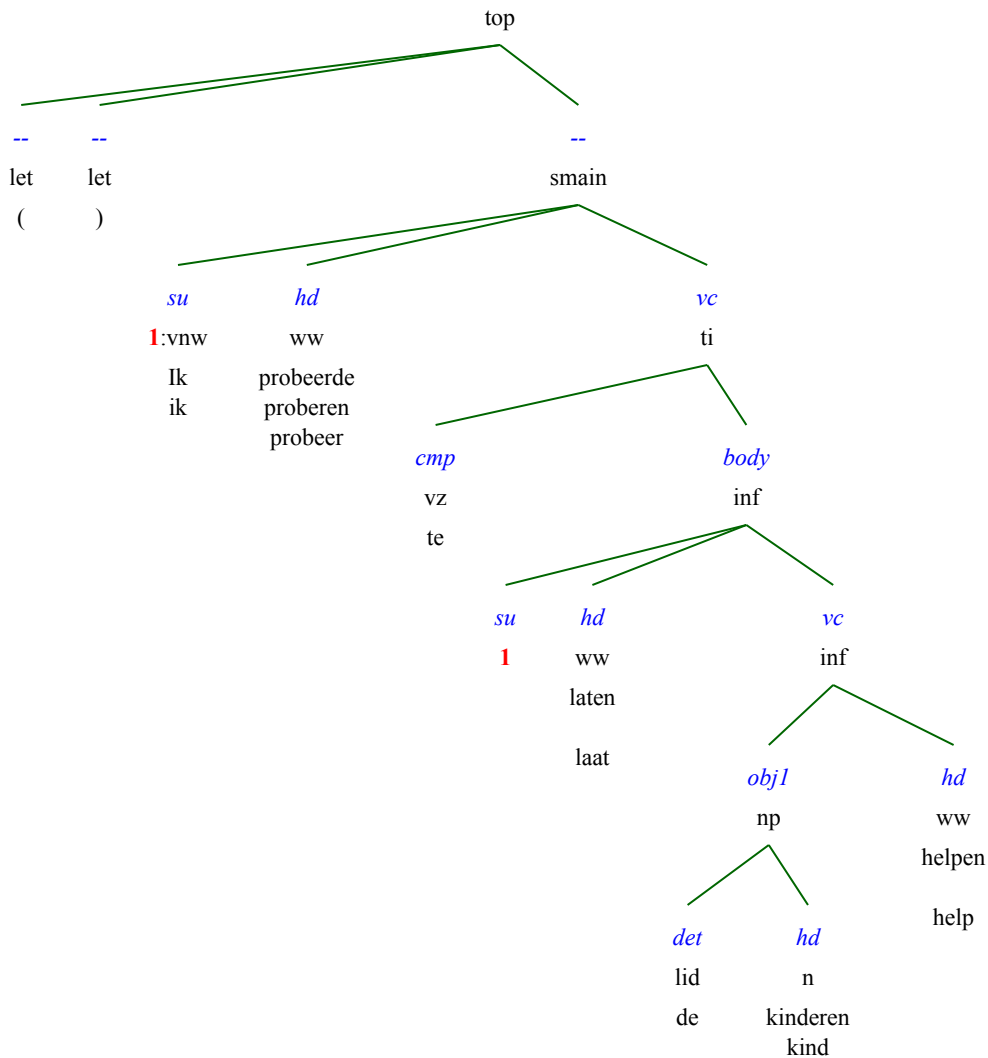 top
-- -- --
let let smain
( )
su hd vc
1:vnw ww ti
Ik probeerde
ik proberen
probeer
cmp body
vz inf
te
su hd vc
1 ww inf
laten
laat
obj1 hd
np ww
helpen
help
det hd
lid n
de kinderen
kind